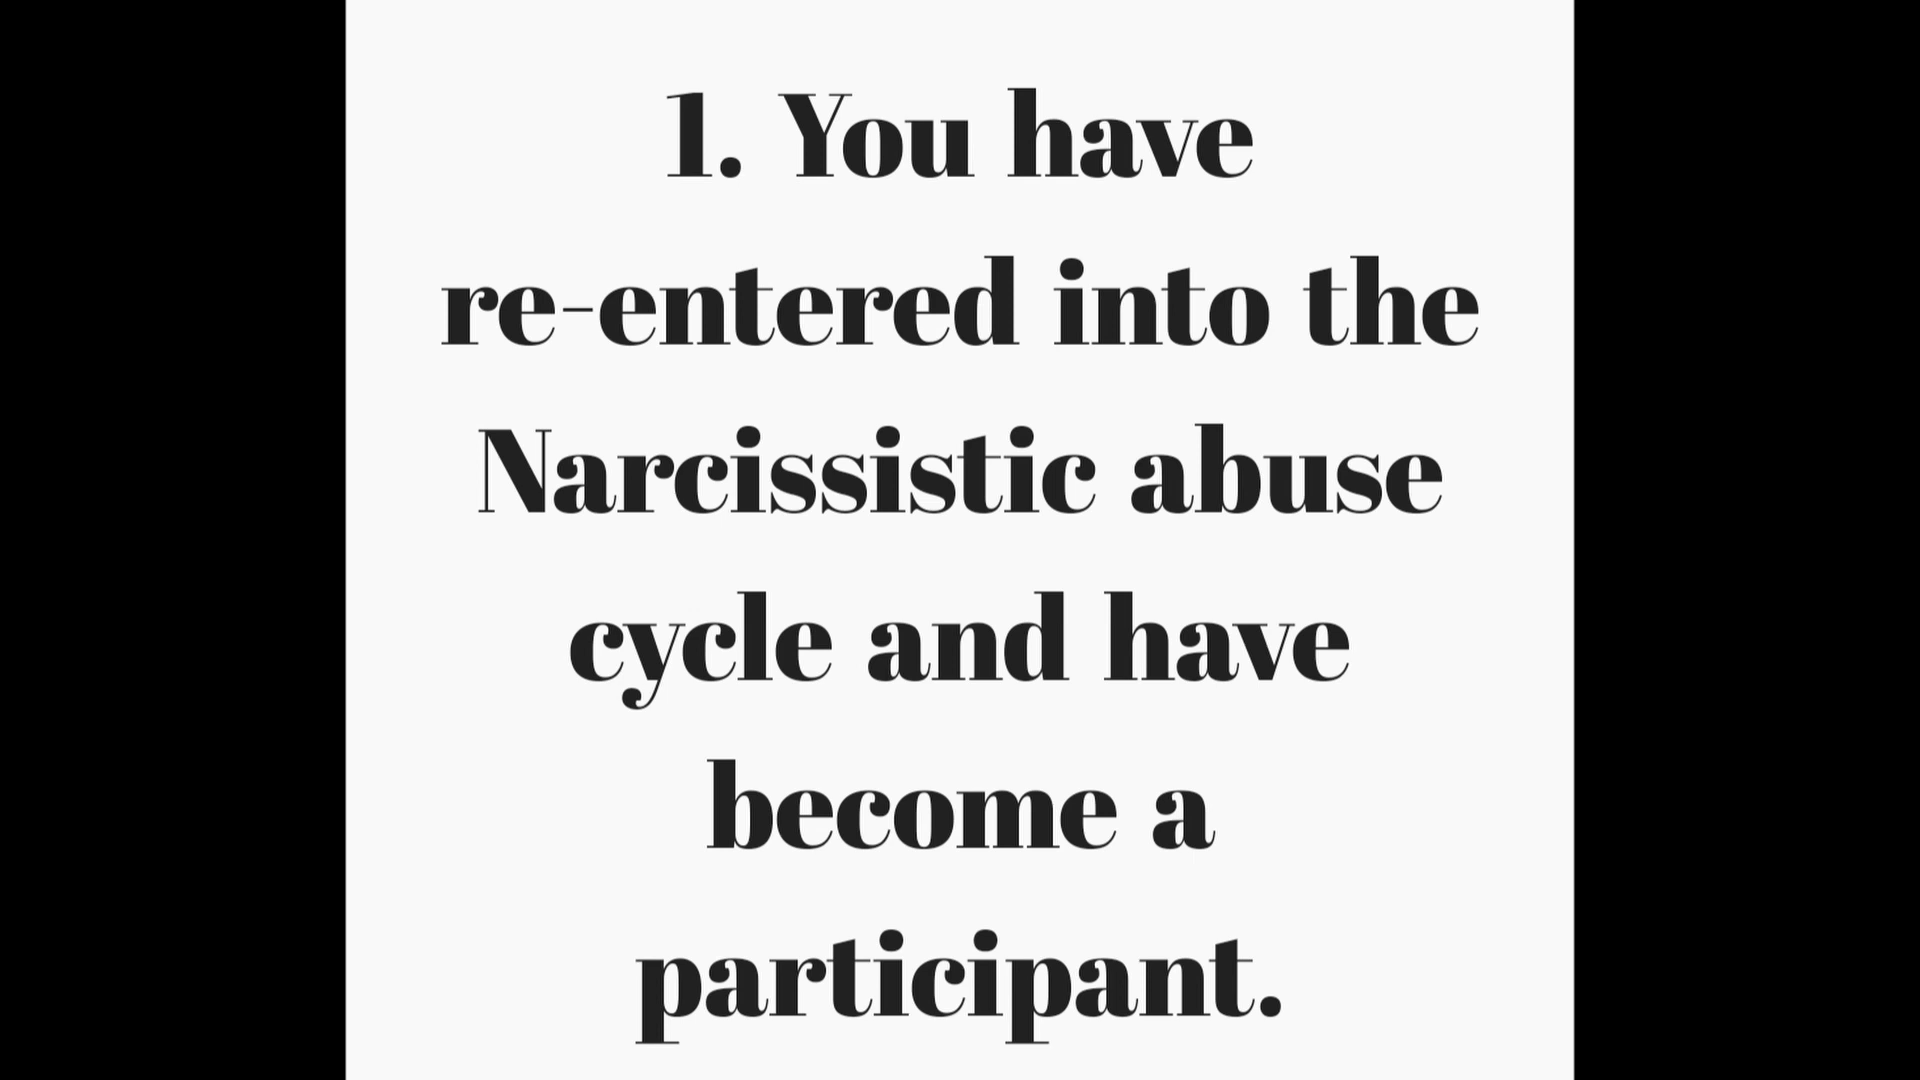 1. You have
re-entered into the
Narcissistic abuse
cycle and have
become a
participant.